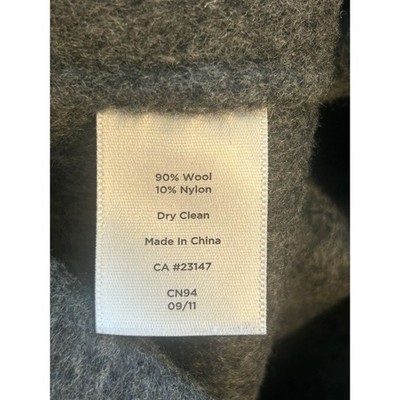 90% Wool
10% Nylon
Dry Clean
Made In China
CA #23147
CN94
09/11